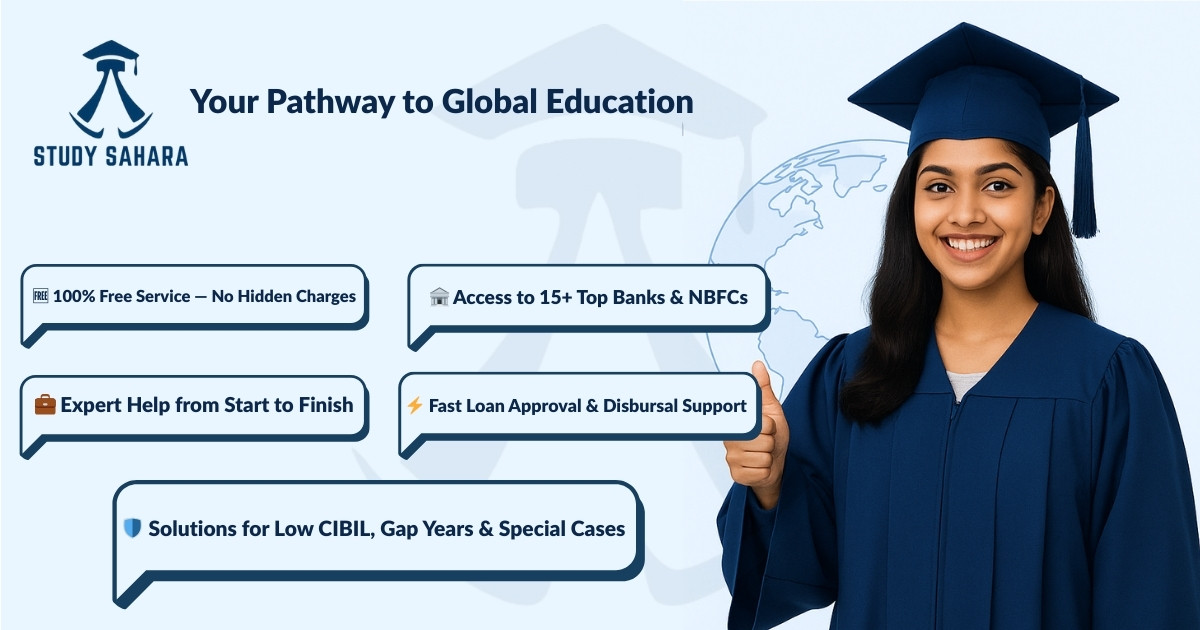 Your Pathway to Global Education
STUDY SAHARA
🆓 100% Free Service — No Hidden Charges
🏛️ Access to 15+ Top Banks & NBFCs
💼 Expert Help from Start to Finish
⚡ Fast Loan Approval & Disbursal Support
🛡️ Solutions for Low CIBIL, Gap Years & Special Cases